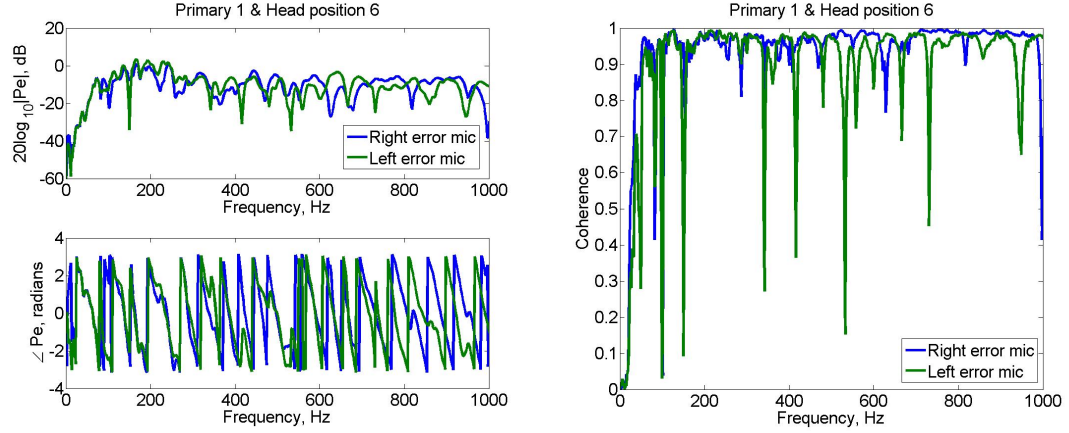 Primary 1 & Head position 6
20
0
-20
-40
-60
20log 10|Pe|, dB
0 200 400 600 800 1000
Frequency, Hz
Right error mic
Left error mic
4
2
0
-2
-4
∠ Pe, radians
0 200 400 600 800 1000
Frequency, Hz
Primary 1 & Head position 6
1
0.9
0.8
0.7
0.6
0.5
0.4
0.3
0.2
0.1
0
Coherence
0 200 400 600 800 1000
Frequency, Hz
Right error mic
Left error mic